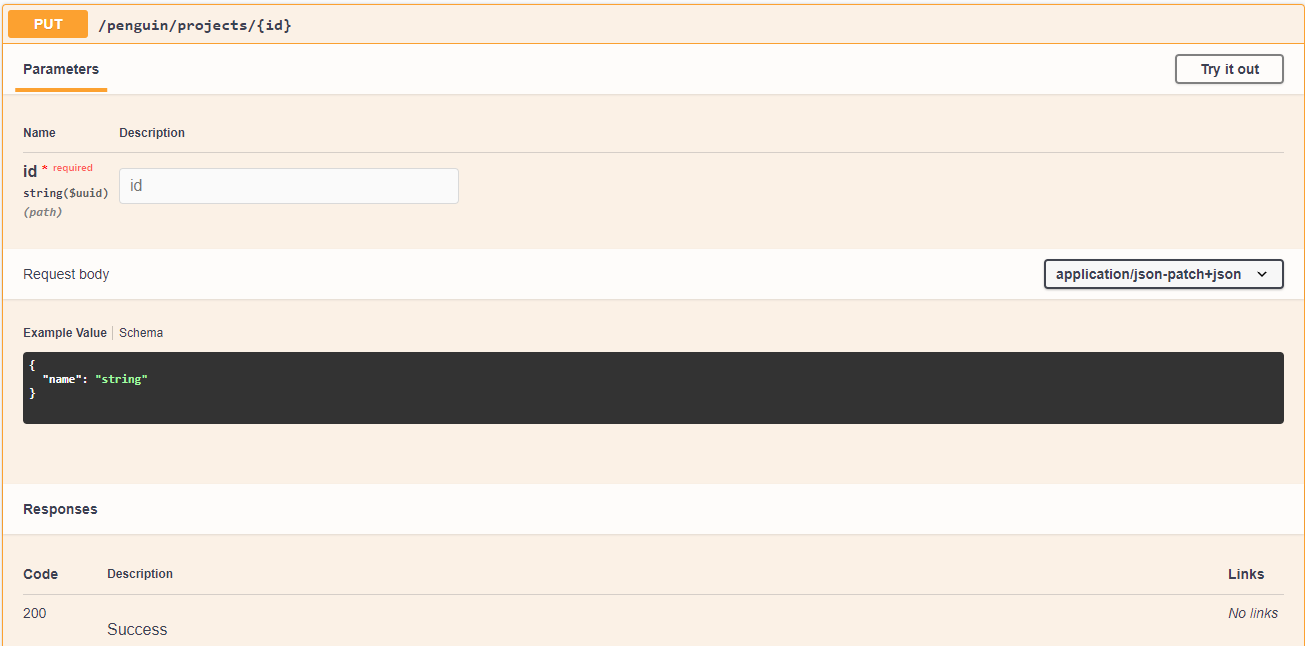 PUT /penguin/projects/{id}
Parameters
Try it out
Name Description
id * required
string($uuid)
(path)
id
Request body
application/json-patch+json
Example Value Schema
{
"name": "string"
}
Responses
Code Description Links
200 No links
Success